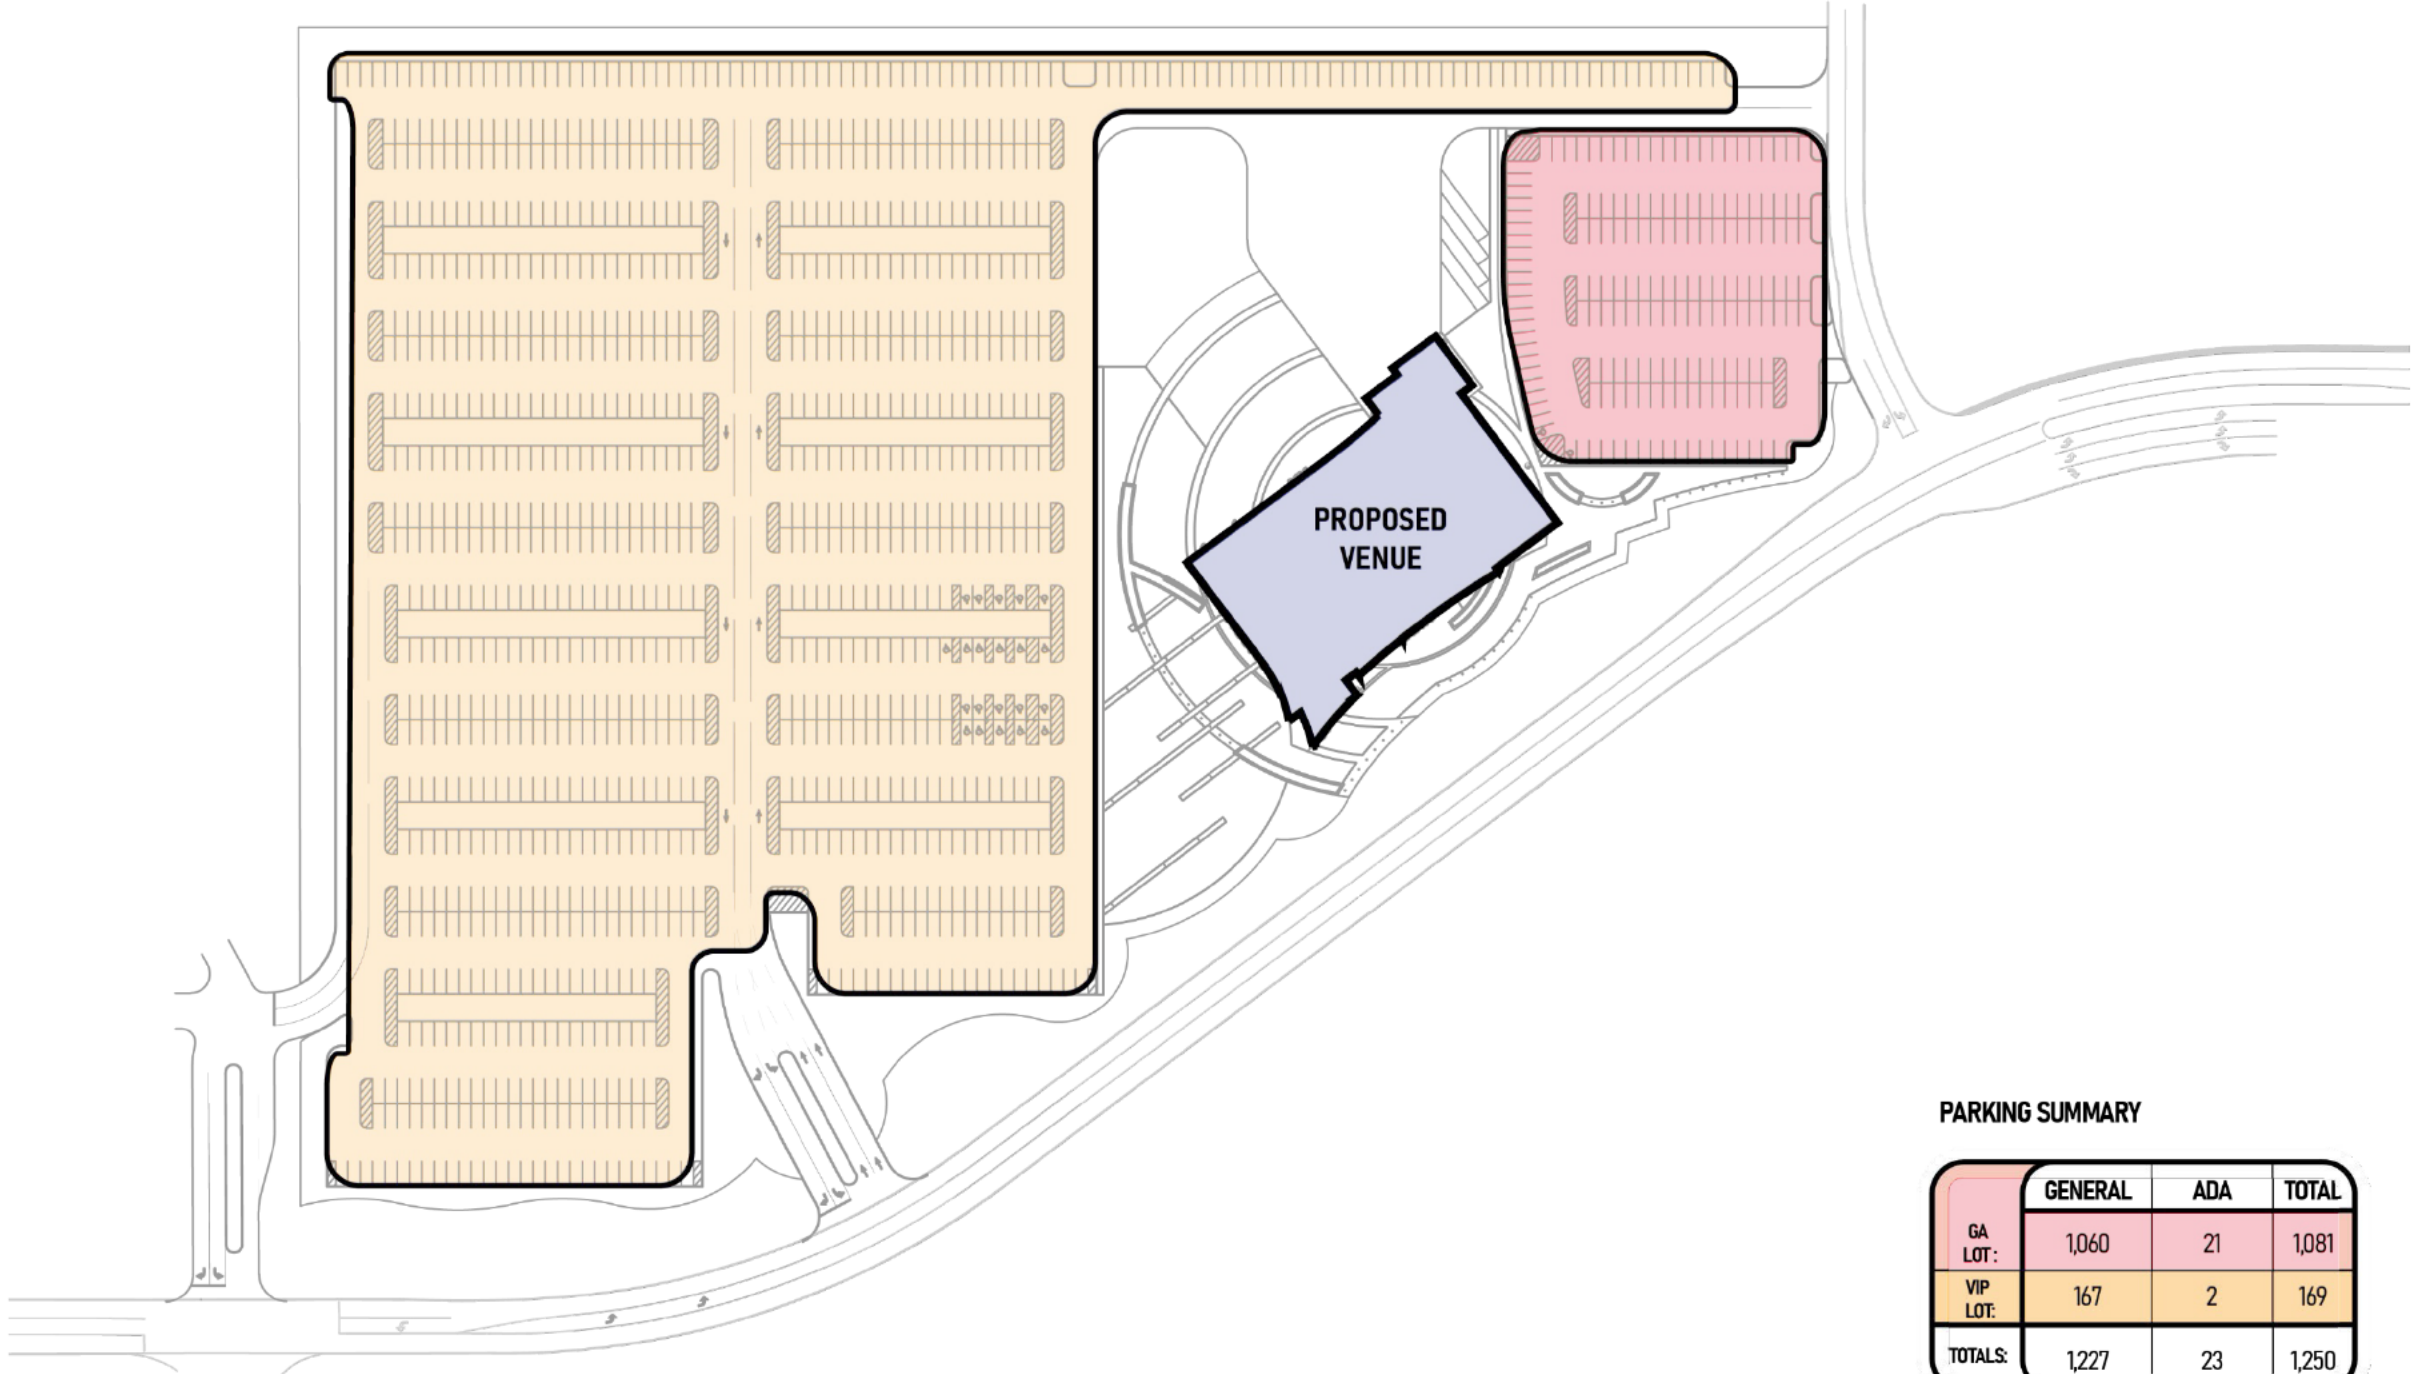 PROPOSED
VENUE
PARKING SUMMARY
GENERAL ADA TOTAL
GA
LOT: 1,060 21 1,081
VIP
LOT: 167 2 169
TOTALS: 1,227 23 1,250